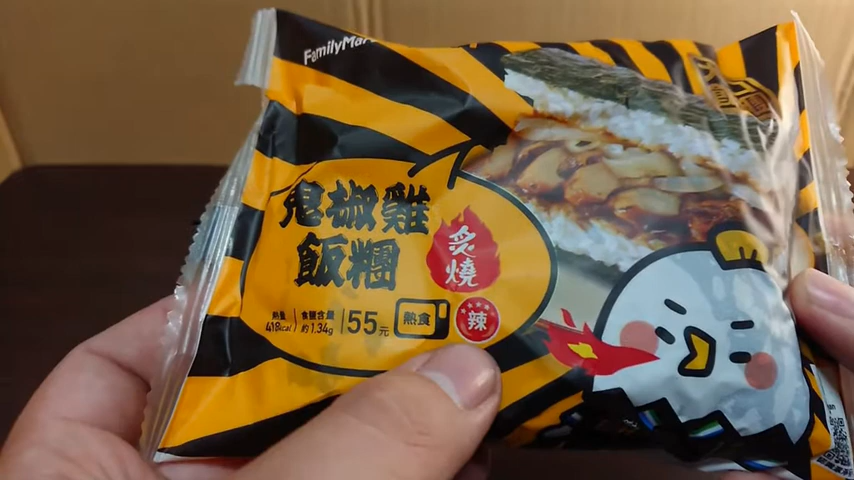 FamilyMar
鬼椒雞
飯糰
炙燒
熱量 418kcal
食鹽含量 約1.34g
55元
熱食
辣